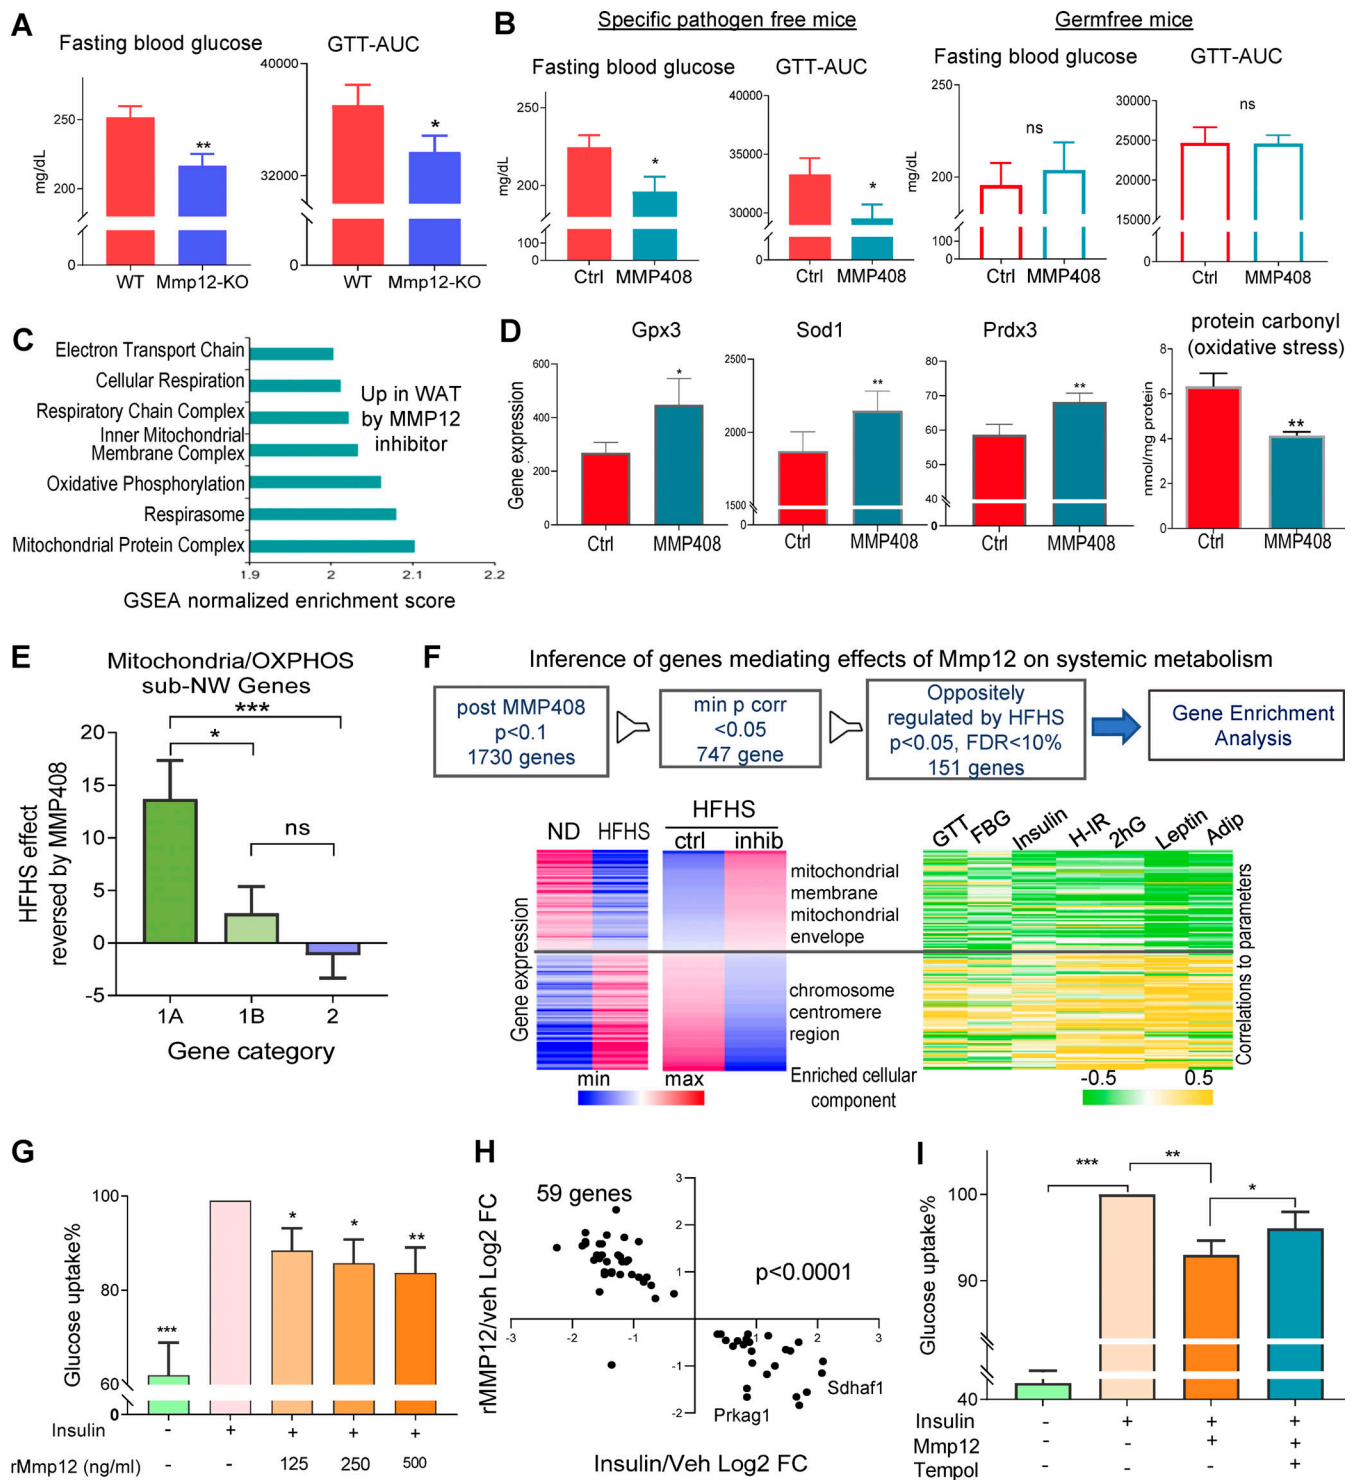 A
Fasting blood glucose
mg/dL
250
200
0
WT
Mmp12-KO
**
GTT-AUC
40000
32000
0
WT
Mmp12-KO
*
B
Specific pathogen free mice
Fasting blood glucose
mg/dL
250
200
100
0
Ctrl
MMP408
*
GTT-AUC
40000
35000
30000
2000
0
Ctrl
MMP408
*
Germfree mice
Fasting blood glucose
mg/dL
250
200
100
0
Ctrl
MMP408
ns
GTT-AUC
30000
25000
20000
15000
2000
0
Ctrl
MMP408
ns
C
Electron Transport Chain
Cellular Respiration
Respiratory Chain Complex
Inner Mitochondrial
Membrane Complex
Oxidative Phosphorylation
Respirasome
Mitochondrial Protein Complex
Up in WAT
by MMP12
inhibitor
1.9
2
2.1
2.2
GSEA normalized enrichment score
D
Gpx3
Gene expression
600
400
200
0
Ctrl
MMP408
*
Sod1
2500
2000
1500
0
Ctrl
MMP408
**
Prdx3
80
70
60
50
40
0
Ctrl
MMP408
**
protein carbonyl
(oxidative stress)
nmol/mg protein
8
6
4
2
0
Ctrl
MMP408
**
E
Mitochondria/OXPHOS
sub-NW Genes
HFHS effect
reversed by MMP408
20
15
10
5
0
-5
***
*
ns
1A
1B
2
Gene category
F
Inference of genes mediating effects of Mmp12 on systemic metabolism
post MMP408
p<0.1
1730 genes
min p corr
<0.05
747 gene
Oppositely
regulated by HFHS
p<0.05, FDR<10%
151 genes
Gene Enrichment
Analysis
Gene expression
ND
HFHS
HFHS
ctrl
inhib
mitochondrial
membrane
mitochondrial
envelope
chromosome
centromere
region
Enriched cellular
component
min
max
GTT
FBG
Insulin
H-IR
2hG
Leptin
Adip
Correlations to parameters
-0.5
0.5
G
Glucose uptake%
100
80
60
0
***
*
*
**
Insulin
-
+
+
+
+
rMmp12 (ng/ml)
-
-
125
250
500
H
59 genes
rMMP12/veh Log2 FC
3
2
1
-1
-2
-3
-2
-1
1
2
3
p<0.0001
Sdhaf1
Prkag1
Insulin/Veh Log2 FC
I
Glucose uptake%
100
90
40
***
**
*
Insulin
-
+
+
+
Mmp12
-
-
+
+
Tempol
-
-
-
+